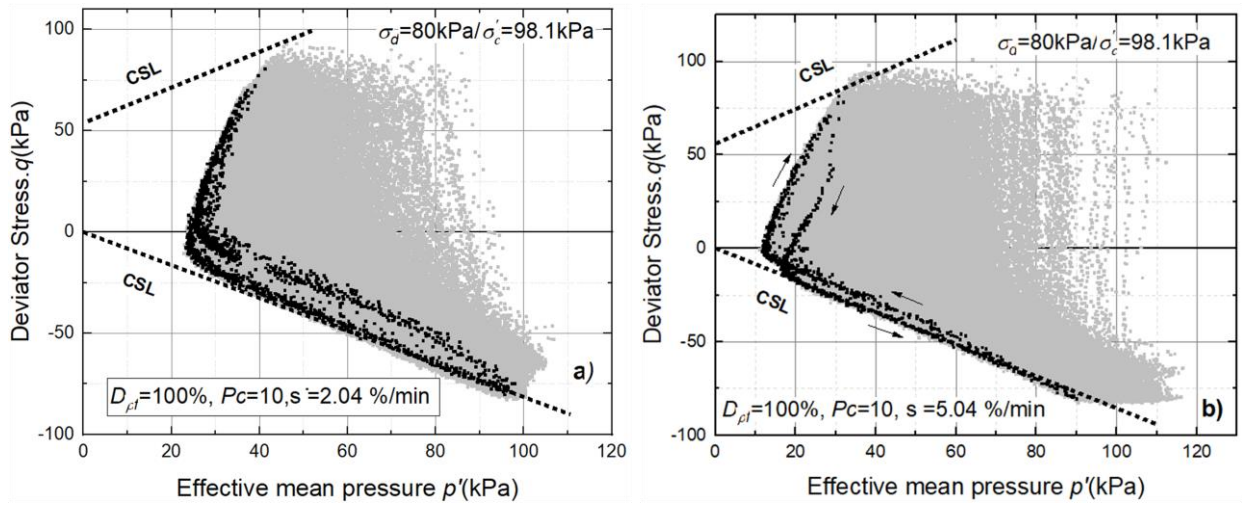 σd=80kPa/σ'c=98.1kPa
CSL
CSL
Deviator Stress.q(kPa)
100
50
0
-50
-100
a)
Dρf=100%, Pc=10,s˙=2.04 %/min
0
20
40
60
80
100
120
Effective mean pressure p'(kPa)
σa=80kPa/σ'c=98.1kPa
CSL
CSL
Deviator Stress.q(kPa)
100
50
0
-50
-100
Dρf=100%, Pc=10, s˙=5.04 %/min
b)
0
20
40
60
80
100
120
Effective mean pressure p'(kPa)